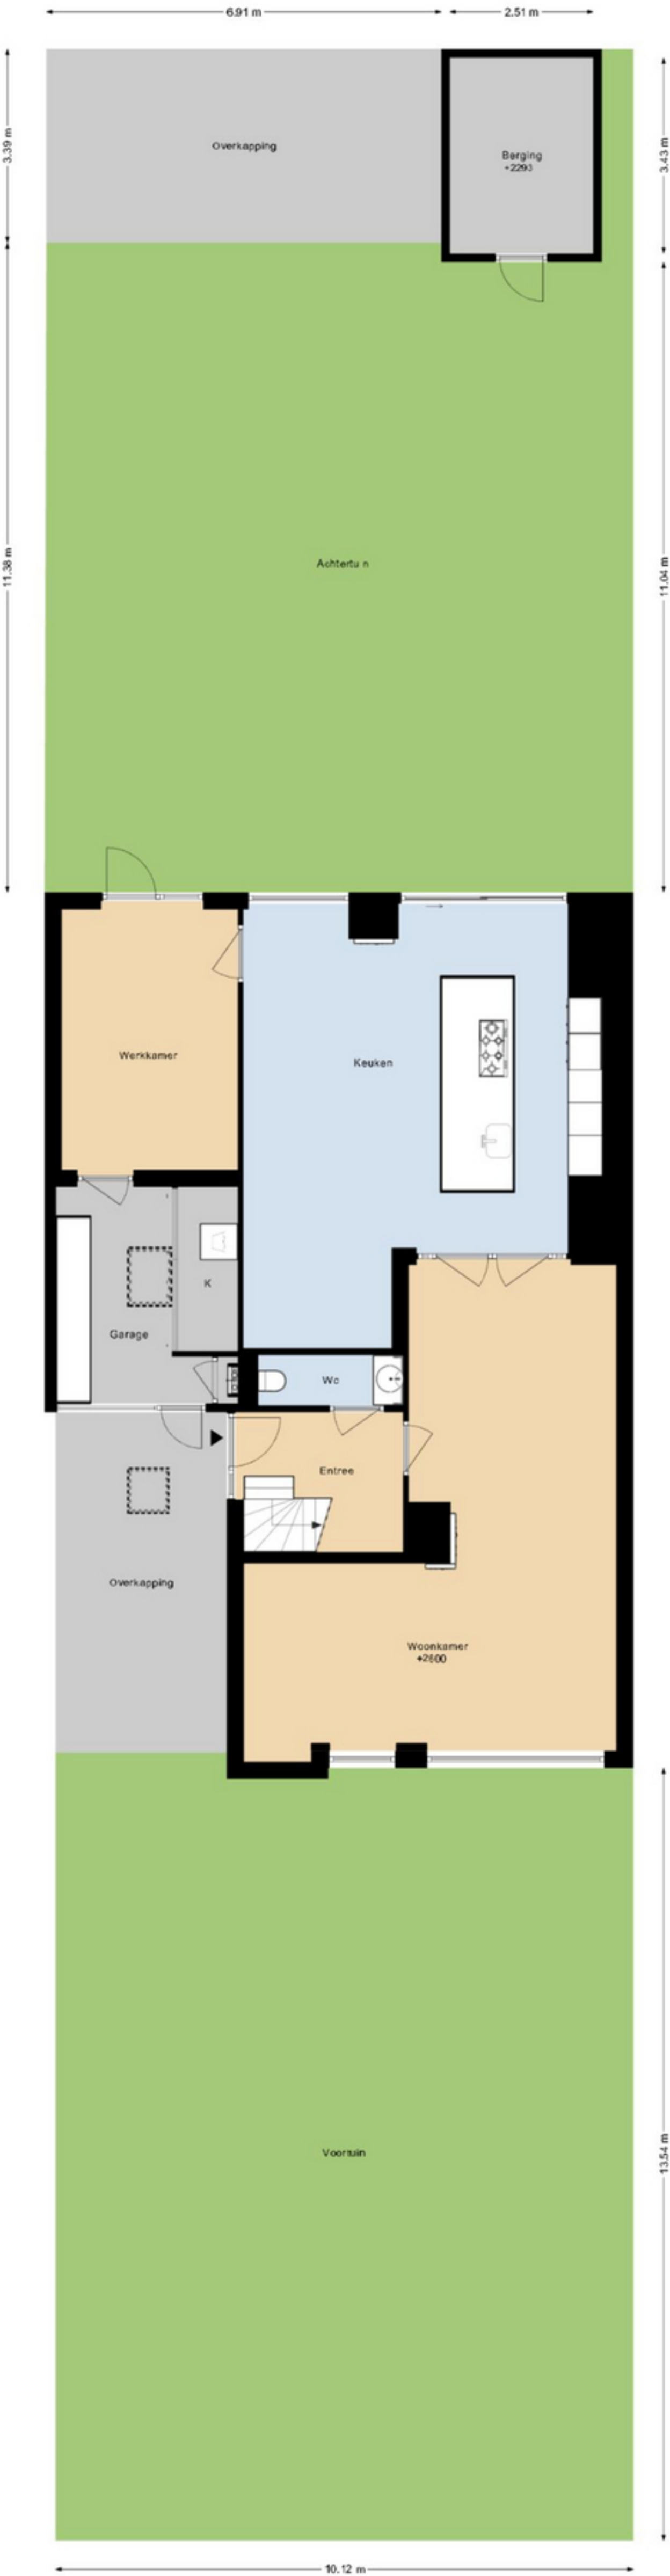 6.91 m
2.51 m
3.39 m
3.43 m
Overkapping
Berging
+2293
11.38 m
11.04 m
Achtertu n
Werkkamer
Keuken
K
Garage
Wc
Entree
Overkapping
Woonkamer
+2600
Voortuin
13.54 m
10.12 m